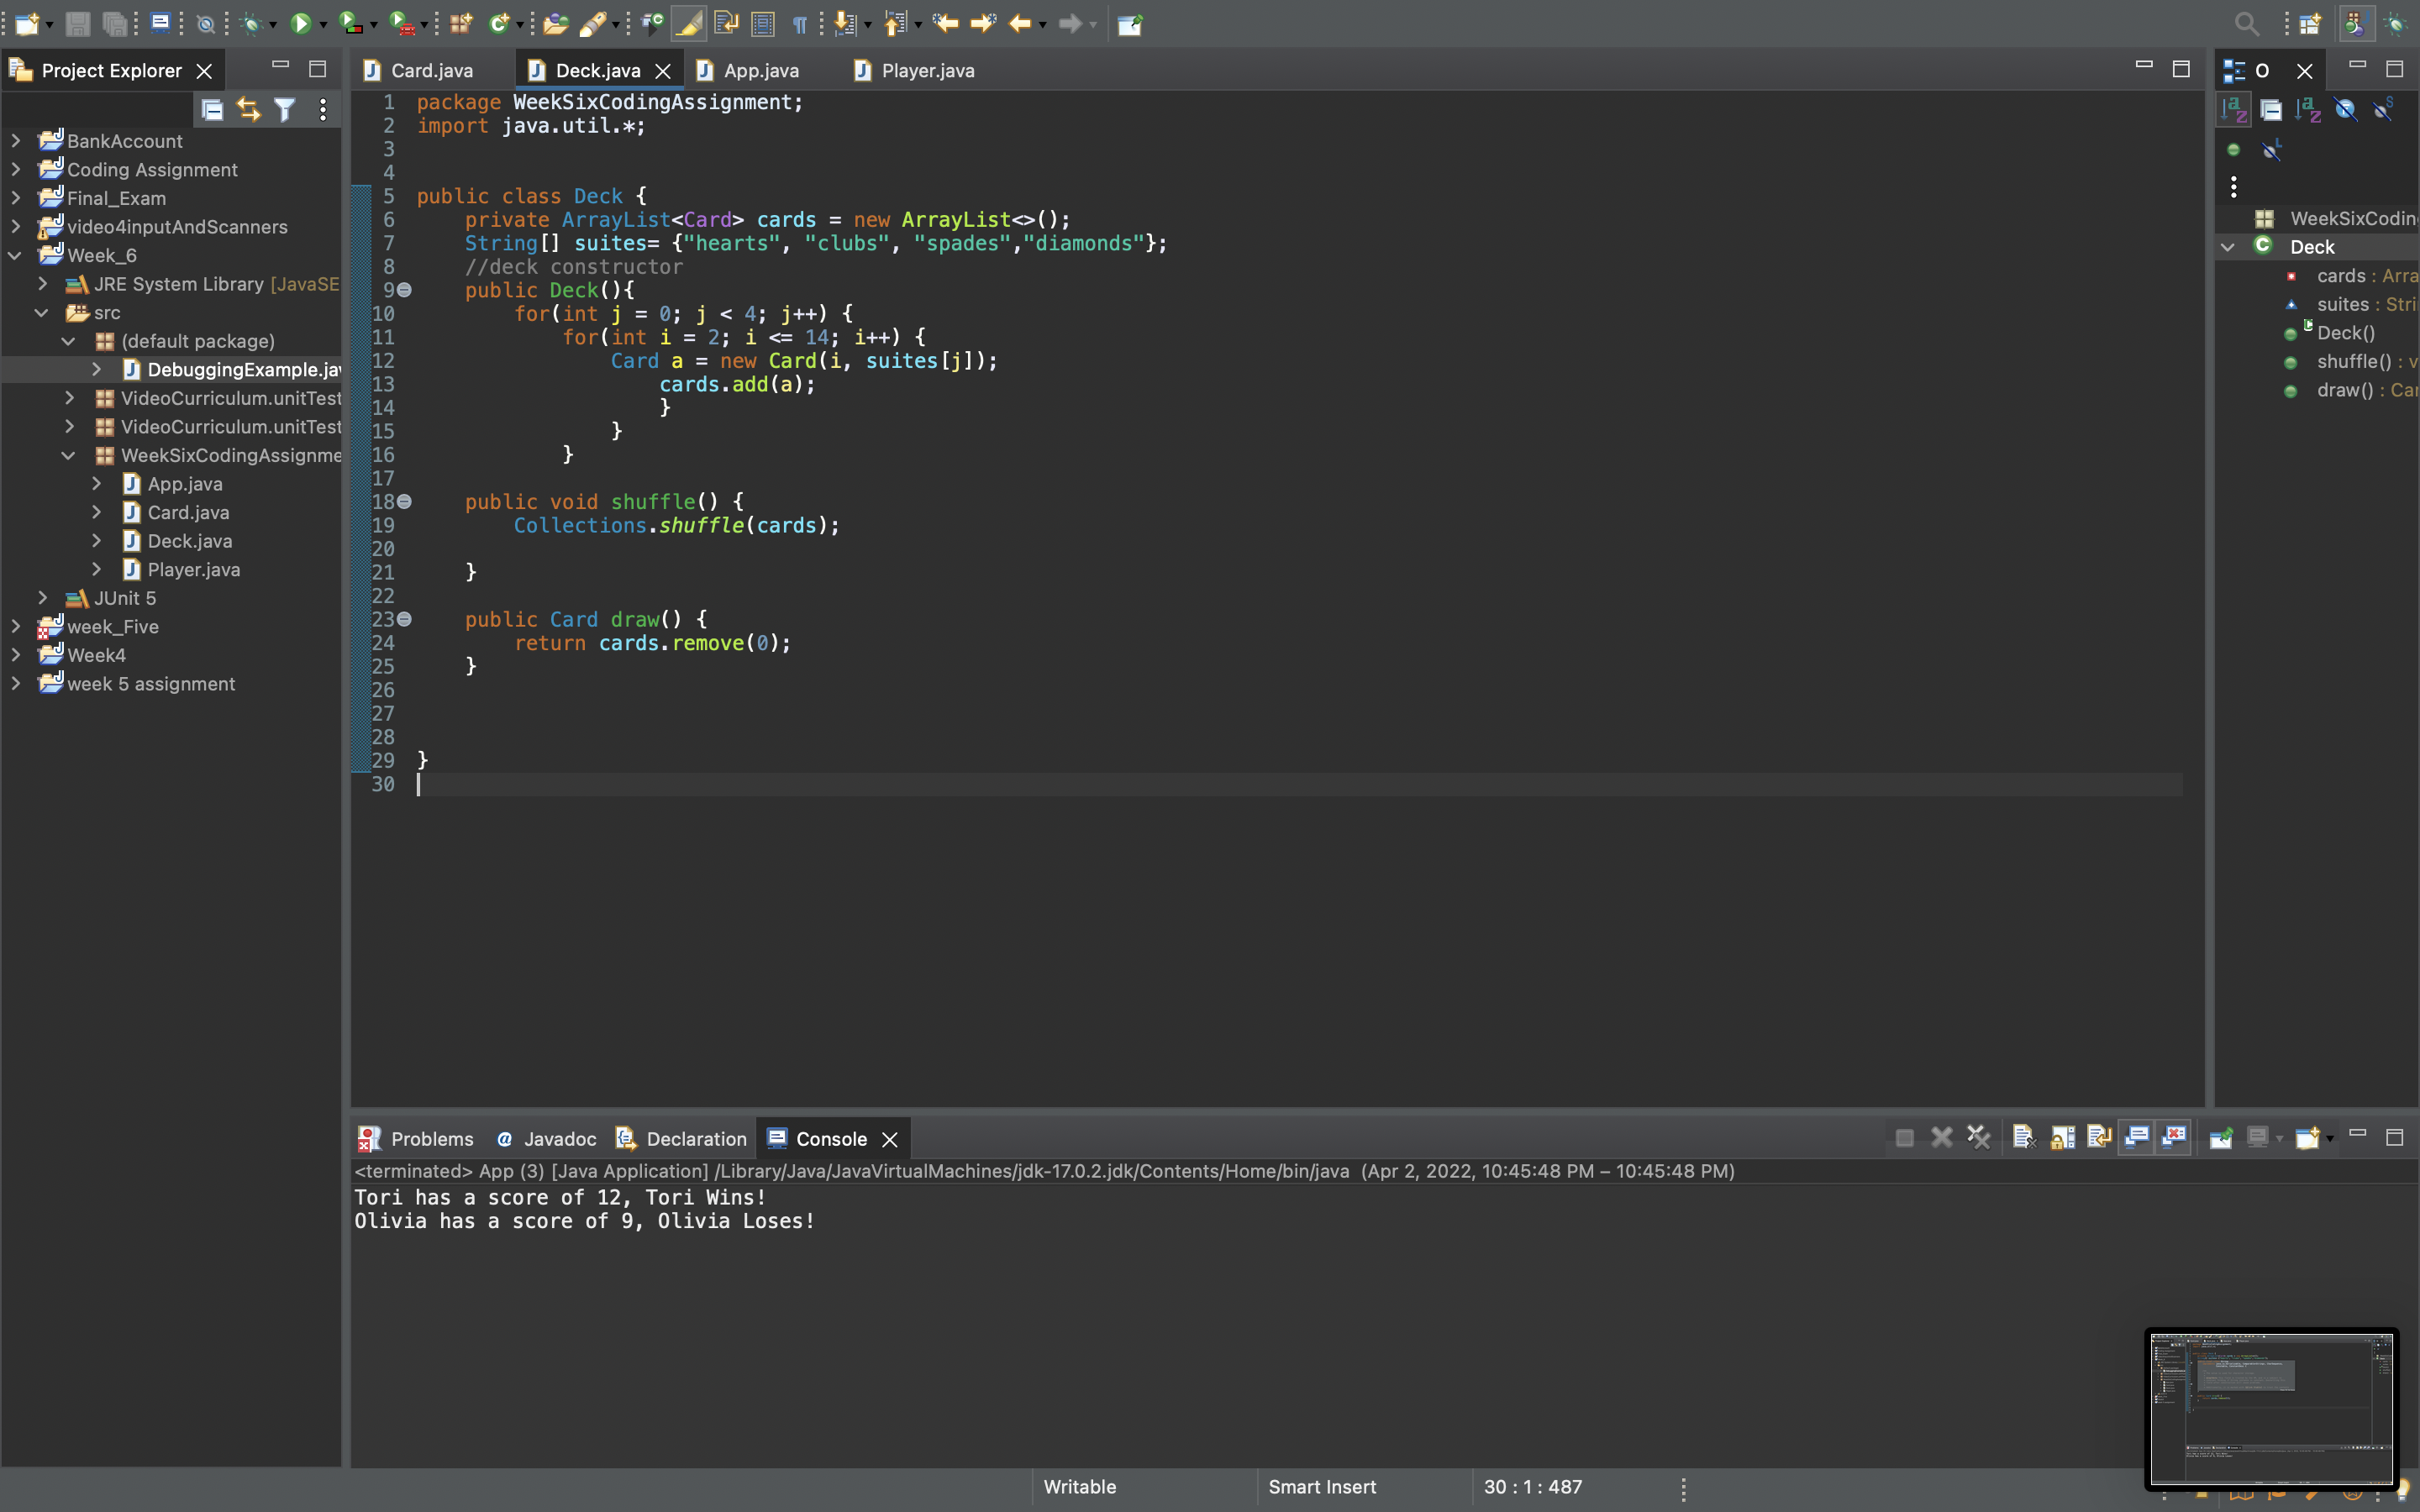 Project Explorer
BankAccount
Coding Assignment
Final_Exam
video4inputAndScanners
Week_6
JRE System Library [JavaSE
src
(default package)
DebuggingExample.jav
VideoCurriculum.unitTest
VideoCurriculum.unitTest
WeekSixCodingAssignme
App.java
Card.java
Deck.java
Player.java
JUnit 5
week_Five
Week4
week 5 assignment
Card.java Deck.java App.java Player.java
1 package WeekSixCodingAssignment;
2 import java.util.*;
3
4
5 public class Deck {
6 private ArrayList<Card> cards = new ArrayList<>();
7 String[] suites= {"hearts", "clubs", "spades","diamonds"};
8 //deck constructor
9 public Deck(){
10 for(int j = 0; j < 4; j++) {
11 for(int i = 2; i <= 14; i++) {
12 Card a = new Card(i, suites[j]);
13 cards.add(a);
14 }
15 }
16 }
17
18 public void shuffle() {
19 Collections.shuffle(cards);
20
21 }
22
23 public Card draw() {
24 return cards.remove(0);
25 }
26
27
28
29 }
30
O
WeekSixCodin
Deck
cards : Arra
suites : Stri
Deck()
shuffle() : v
draw() : Car
Problems Javadoc Declaration Console
<terminated> App (3) [Java Application] /Library/Java/JavaVirtualMachines/jdk-17.0.2.jdk/Contents/Home/bin/java (Apr 2, 2022, 10:45:48 PM – 10:45:48 PM)
Tori has a score of 12, Tori Wins!
Olivia has a score of 9, Olivia Loses!
Writable Smart Insert 30 : 1 : 487